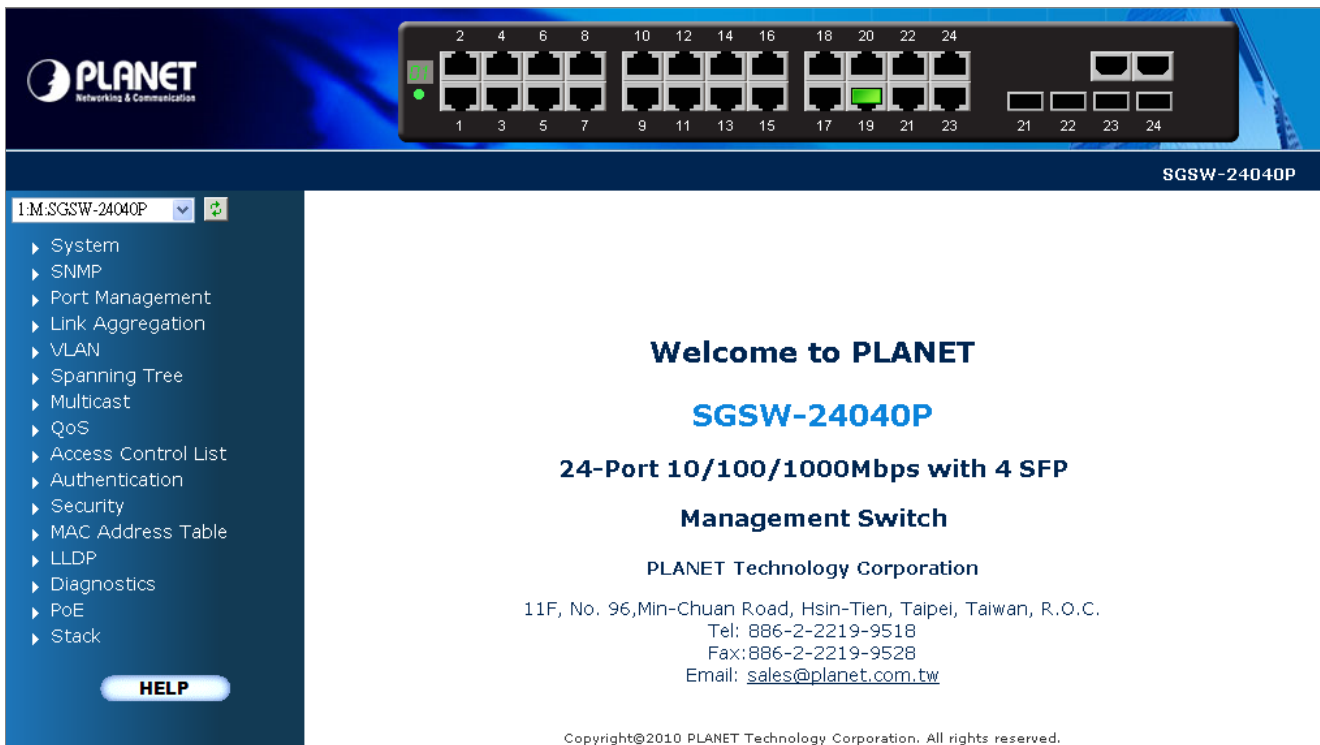 PLANET
Networking & Communication
2 4 6 8 10 12 14 16 18 20 22 24
01
1 3 5 7 9 11 13 15 17 19 21 23 21 22 23 24
SGSW-24040P
1:M:SGSW-24040P
System
SNMP
Port Management
Link Aggregation
VLAN
Spanning Tree
Multicast
QoS
Access Control List
Authentication
Security
MAC Address Table
LLDP
Diagnostics
PoE
Stack
HELP
Welcome to PLANET
SGSW-24040P
24-Port 10/100/1000Mbps with 4 SFP
Management Switch
PLANET Technology Corporation
11F, No. 96,Min-Chuan Road, Hsin-Tien, Taipei, Taiwan, R.O.C.
Tel: 886-2-2219-9518
Fax:886-2-2219-9528
Email: sales@planet.com.tw
Copyright@2010 PLANET Technology Corporation. All rights reserved.